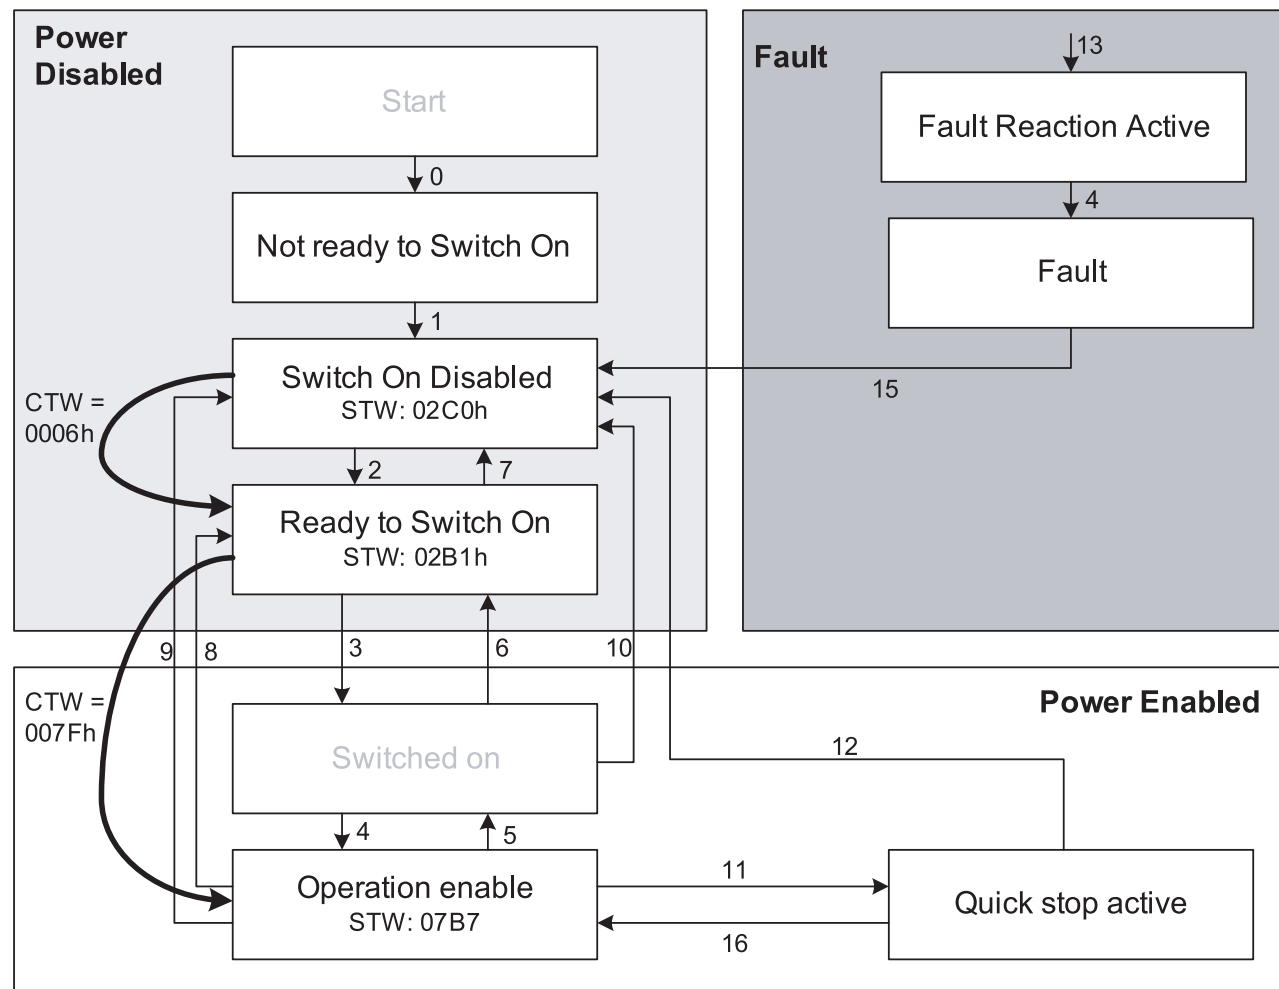 Power
Disabled
Start
0
Not ready to Switch On
1
Switch On Disabled
STW: 02C0h
CTW =
0006h
2
7
Ready to Switch On
STW: 02B1h
9
8
3
6
10
Fault
13
Fault Reaction Active
4
Fault
15
Power Enabled
CTW =
007Fh
Switched on
12
4
5
Operation enable
STW: 07B7
11
16
Quick stop active